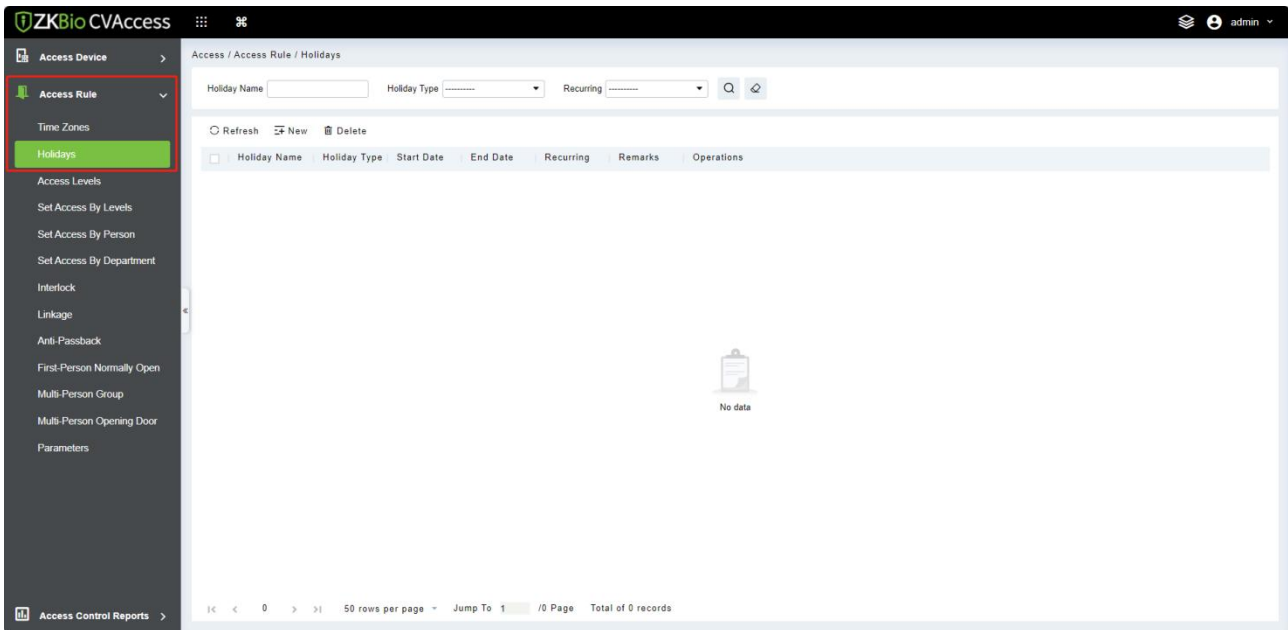 ZKBio CVAccess
admin
Access Device
Access Rule
Time Zones
Holidays
Access Levels
Set Access By Levels
Set Access By Person
Set Access By Department
Interlock
Linkage
Anti-Passback
First-Person Normally Open
Multi-Person Group
Multi-Person Opening Door
Parameters
Access Control Reports
Access / Access Rule / Holidays
Holiday Name Holiday Type ---------- Recurring ----------
Refresh New Delete
Holiday Name Holiday Type Start Date End Date Recurring Remarks Operations
No data
0 50 rows per page Jump To 1 /0 Page Total of 0 records